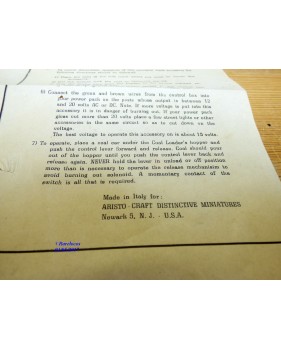 6) Connect the green and brown wires from the control box into
your power pack on the posts whose output is between 12
and 20 volts AC or DC. Note: If more voltage is put into this
accessory it is in danger of burning out. If your power pack
gives out more than 20 volts place a few street lights or other
accessories in the same circuit so as to cut down on the
voltage.
The best voltage to operate this accessory on is about 15 volts.
7) To operate, place a coal car under the Coal Loader's hopper and
push the control lever forward and release. Coal should pour
out of the hopper until you push the control lever back and
release again. NEVER hold the lever in unload or off position
more than is necessary to operate the release mechanism to
avoid burning out solenoid. A momentary contact of the
switch is all that is required.
Made in Italy for:
ARISTO - CRAFT DISTINCTIVE MINIATURES
Newark 5, N. J. - U.S.A.